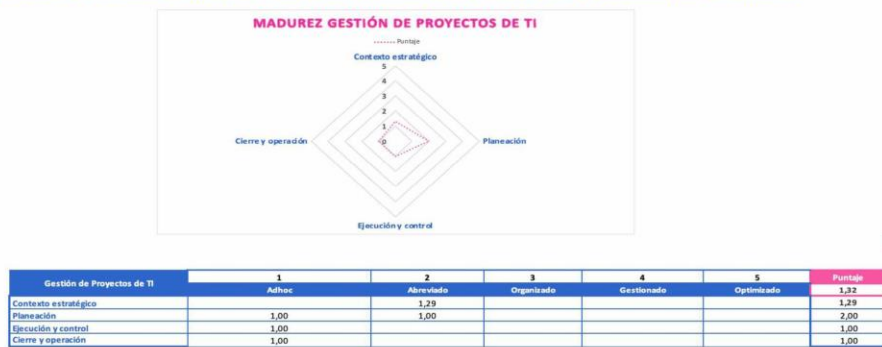 MADUREZ GESTIÓN DE PROYECTOS DE TI
Puntaje
Contexto estratégico
5
4
3
2
1
0
Cierre y operación
Planeación
Ejecución y control
Gestión de Proyectos de TI 1 2 3 4 5 Puntaje
Adhoc Abreviado Organizado Gestionado Optimizado 1,32
Contexto estratégico 1,29 1,29
Planeación 1,00 1,00 2,00
Ejecución y control 1,00 1,00
Cierre y operación 1,00 1,00